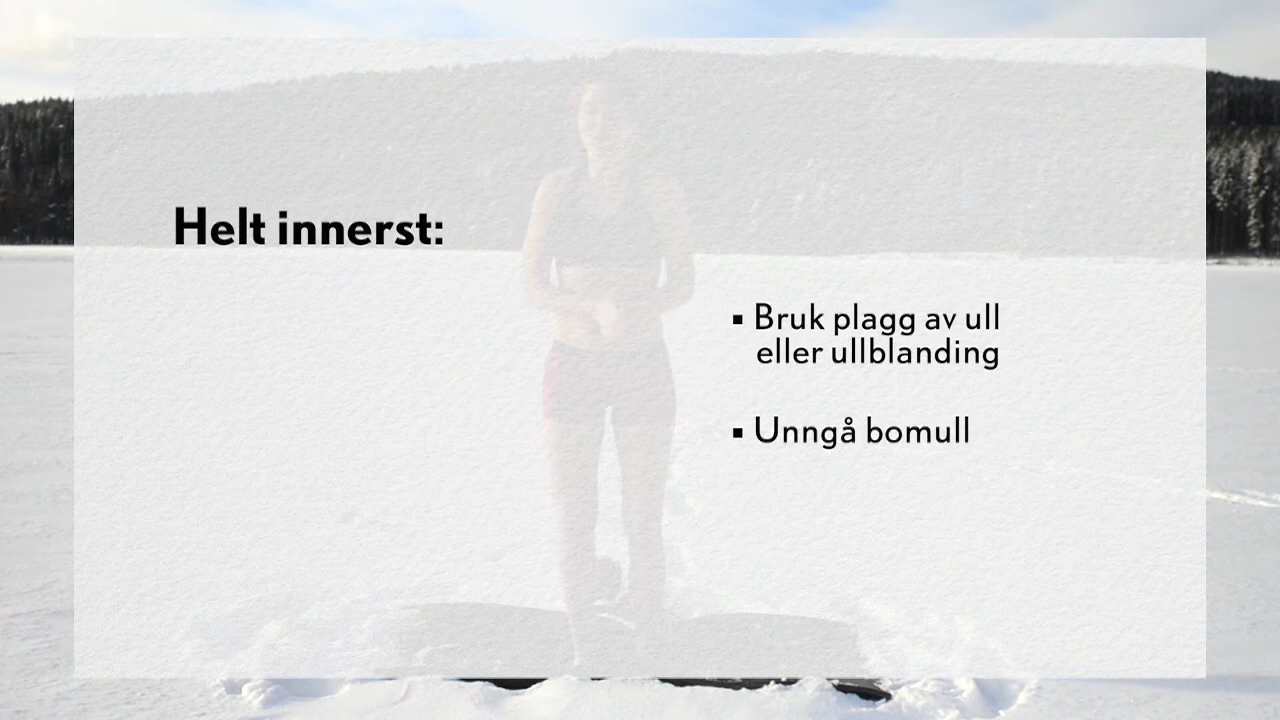 Helt innerst:
▪ Bruk plagg av ull
eller ullblanding
▪ Unngå bomull